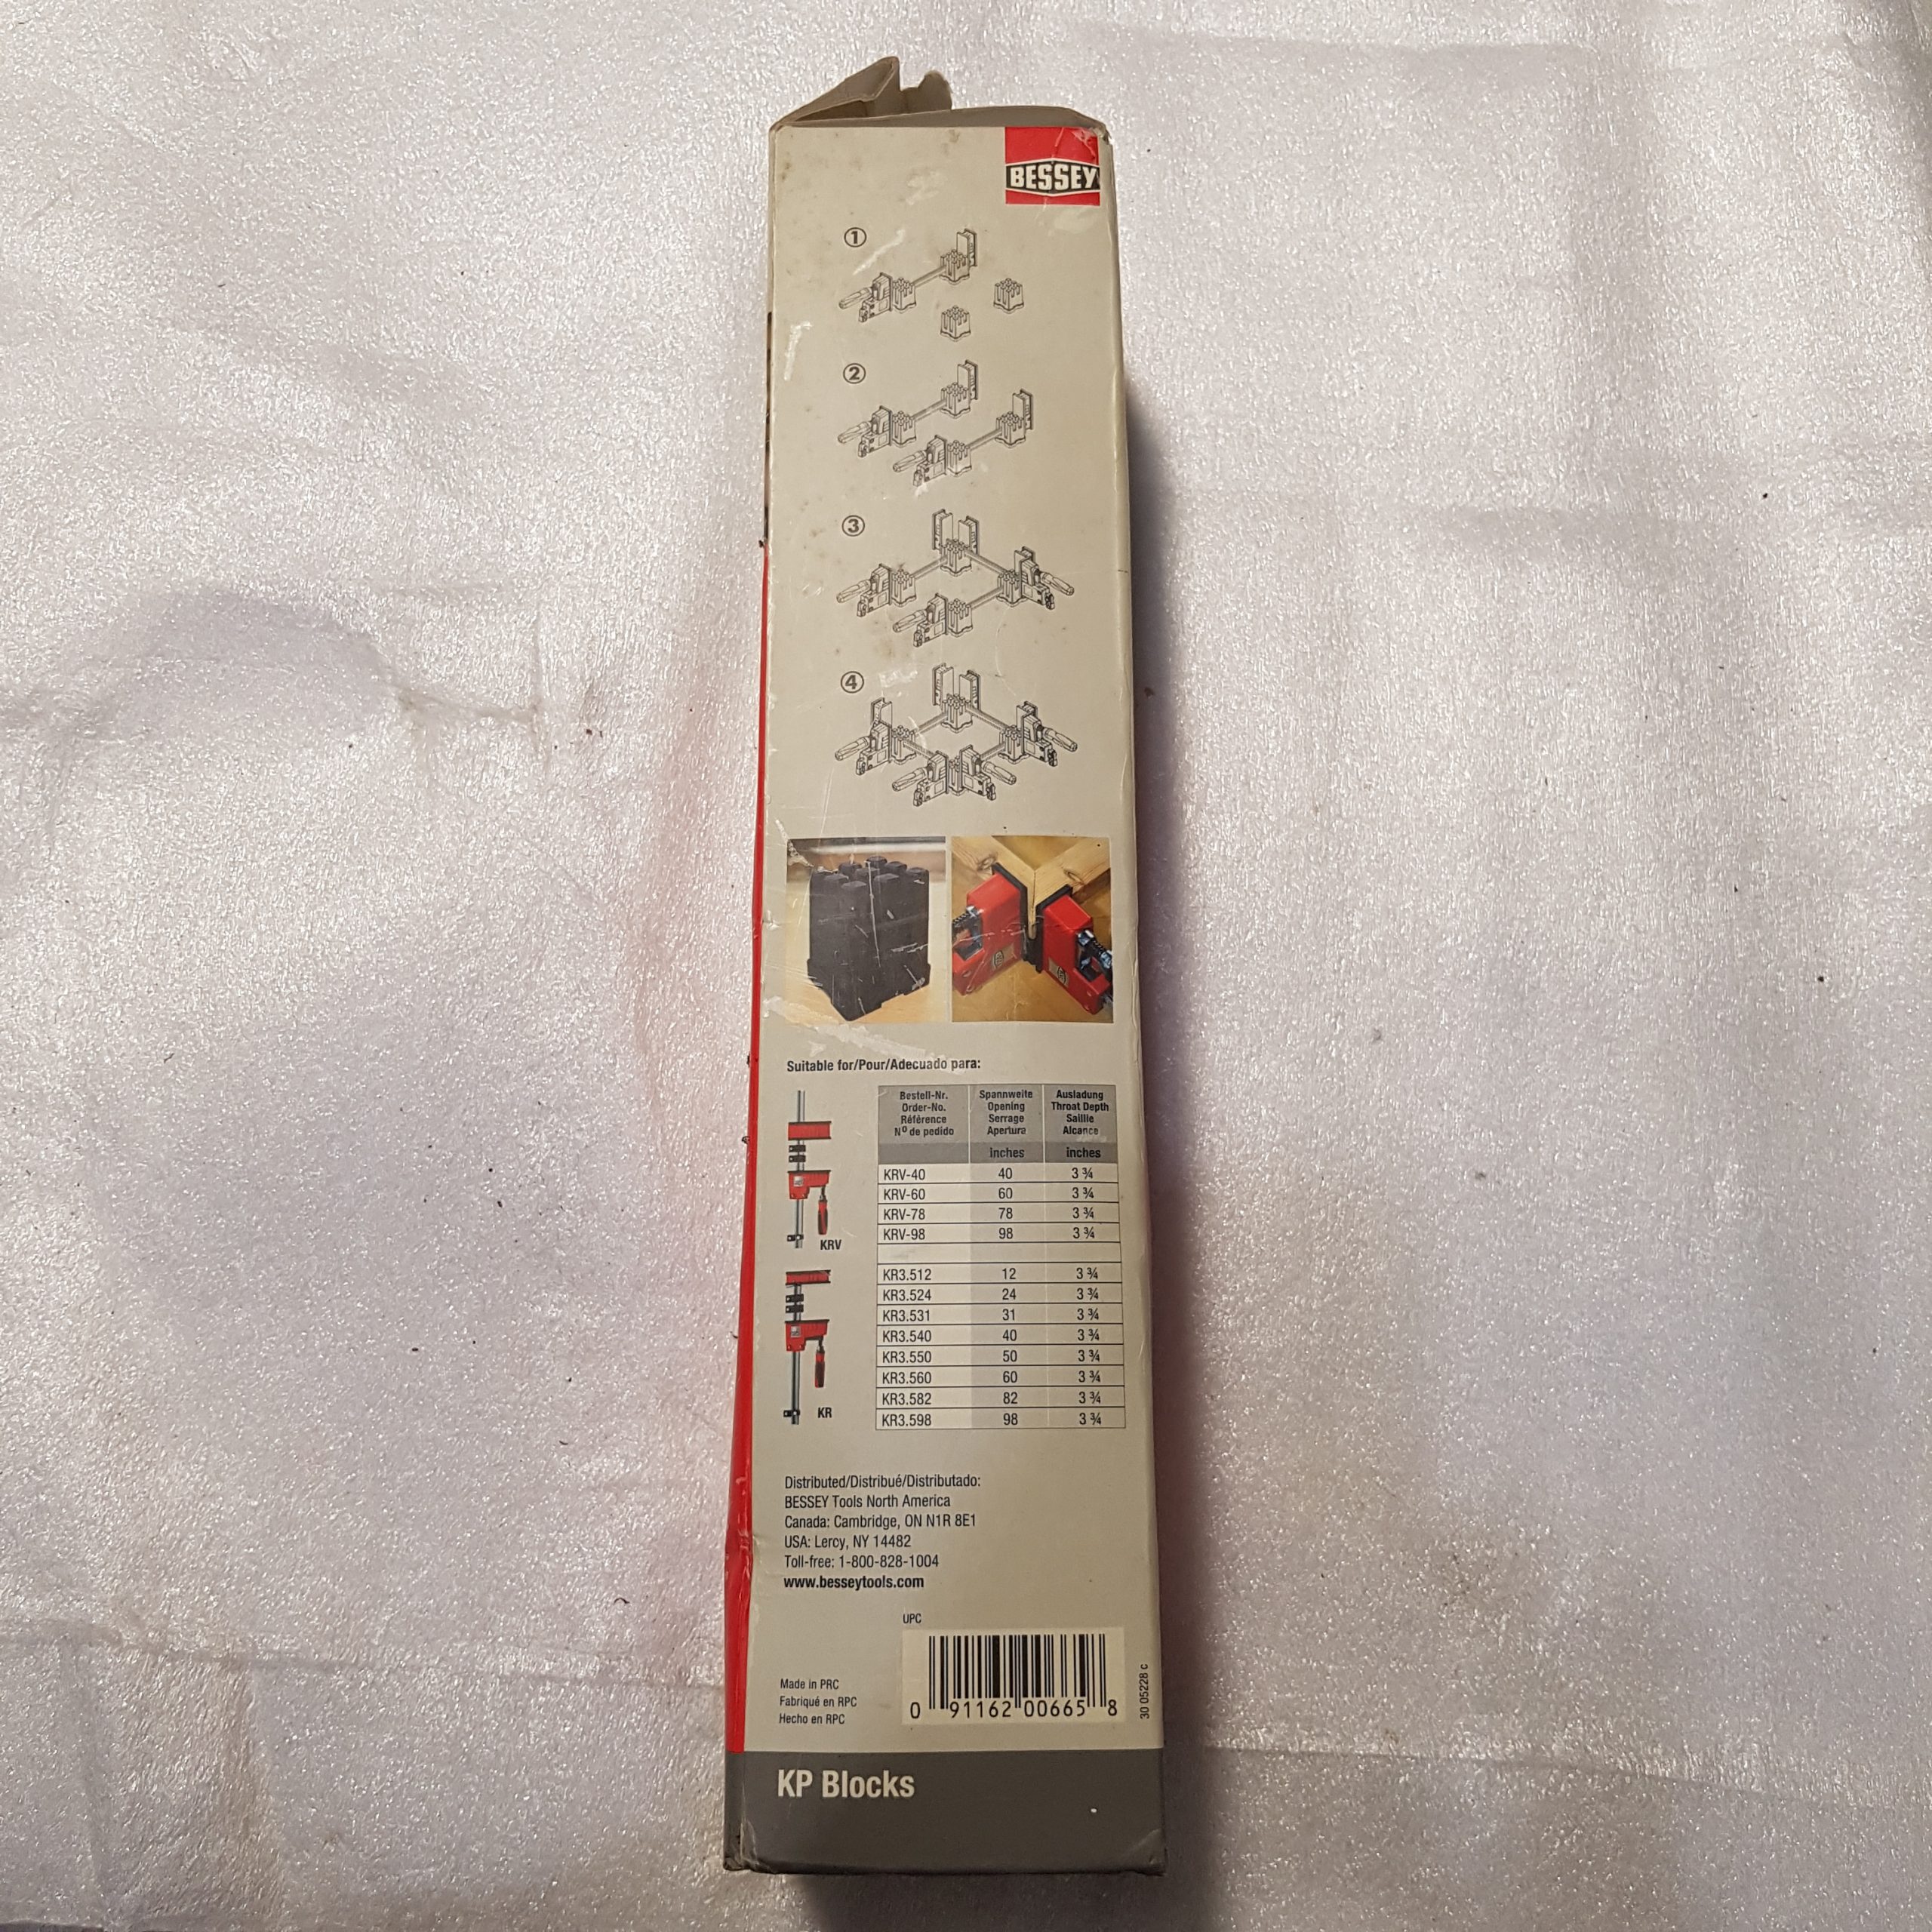 BESSEY
1
2
3
4
Suitable for/Pour/Adecuado para:
Bestell-Nr. Spannweite Ausladung
Order-No. Opening Throat Depth
Référence Serrage Saillie
Nº de pedido Apertura Alcance
inches inches
KRV-40 40 3 ¾
KRV-60 60 3 ¾
KRV-78 78 3 ¾
KRV-98 98 3 ¾
KRV
KR3.512 12 3 ¾
KR3.524 24 3 ¾
KR3.531 31 3 ¾
KR3.540 40 3 ¾
KR3.550 50 3 ¾
KR3.560 60 3 ¾
KR3.582 82 3 ¾
KR3.598 98 3 ¾
KR
Distributed/Distribué/Distributado:
BESSEY Tools North America
Canada: Cambridge, ON N1R 8E1
USA: Lercy, NY 14482
Toll-free: 1-800-828-1004
www.besseytools.com
UPC
Made in PRC
Fabriqué en RPC
Hecho en RPC
0 91162 00665 8
30 05228 c
KP Blocks